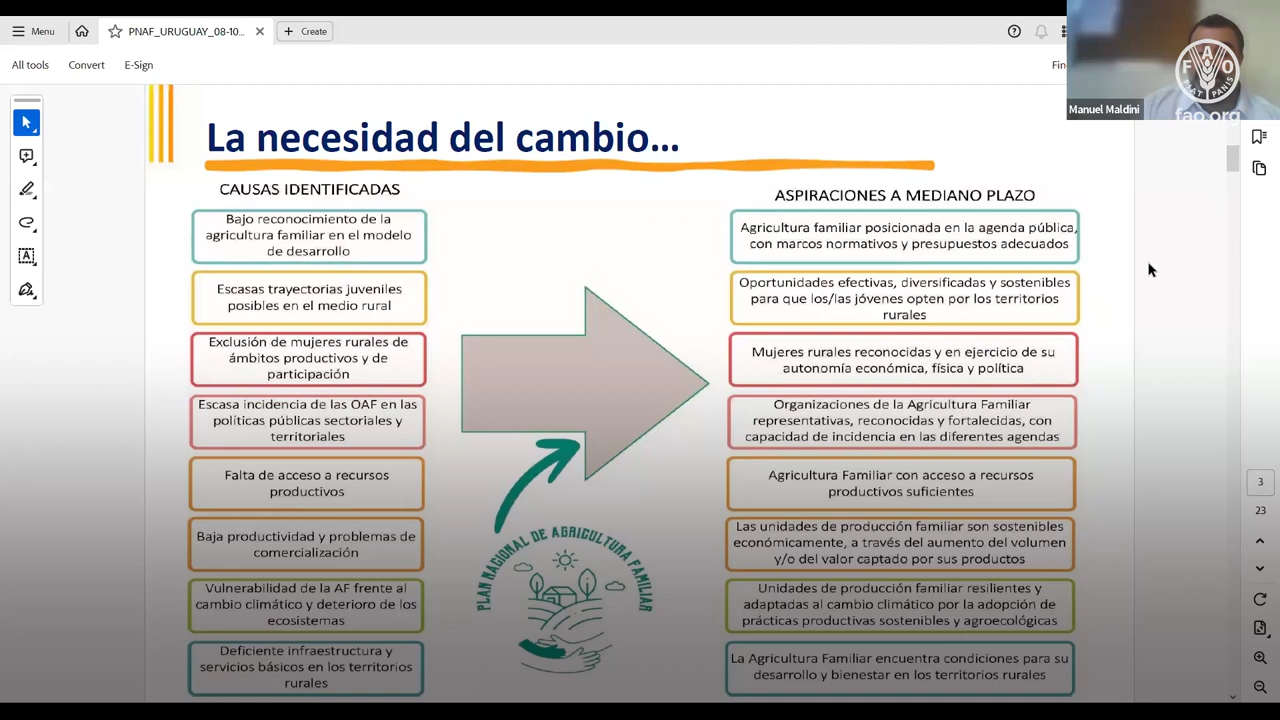 Menu
PNAF_URUGUAY_08-10...
Create
All tools
Convert
E-Sign
Fin
FAO
FIAT PANIS
fao.org
Manuel Maldini
La necesidad del cambio...
CAUSAS IDENTIFICADAS
Bajo reconocimiento de la
agricultura familiar en el modelo
de desarrollo
Escasas trayectorias juveniles
posibles en el medio rural
Exclusión de mujeres rurales de
ámbitos productivos y de
participación
Escasa incidencia de las OAF en las
políticas públicas sectoriales y
territoriales
Falta de acceso a recursos
productivos
Baja productividad y problemas de
comercialización
Vulnerabilidad de la AF frente al
cambio climático y deterioro de los
ecosistemas
Deficiente infraestructura y
servicios básicos en los territorios
rurales
PLAN NACIONAL DE AGRICULTURA FAMILIAR
ASPIRACIONES A MEDIANO PLAZO
Agricultura familiar posicionada en la agenda pública,
con marcos normativos y presupuestos adecuados
Oportunidades efectivas, diversificadas y sostenibles
para que los/las jóvenes opten por los territorios
rurales
Mujeres rurales reconocidas y en ejercicio de su
autonomía económica, física y política
Organizaciones de la Agricultura Familiar
representativas, reconocidas y fortalecidas, con
capacidad de incidencia en las diferentes agendas
Agricultura Familiar con acceso a recursos
productivos suficientes
Las unidades de producción familiar son sostenibles
económicamente, a través del aumento del volumen
y/o del valor captado por sus productos
Unidades de producción familiar resilientes y
adaptadas al cambio climático por la adopción de
prácticas productivas sostenibles y agroecológicas
La Agricultura Familiar encuentra condiciones para su
desarrollo y bienestar en los territorios rurales
3
23